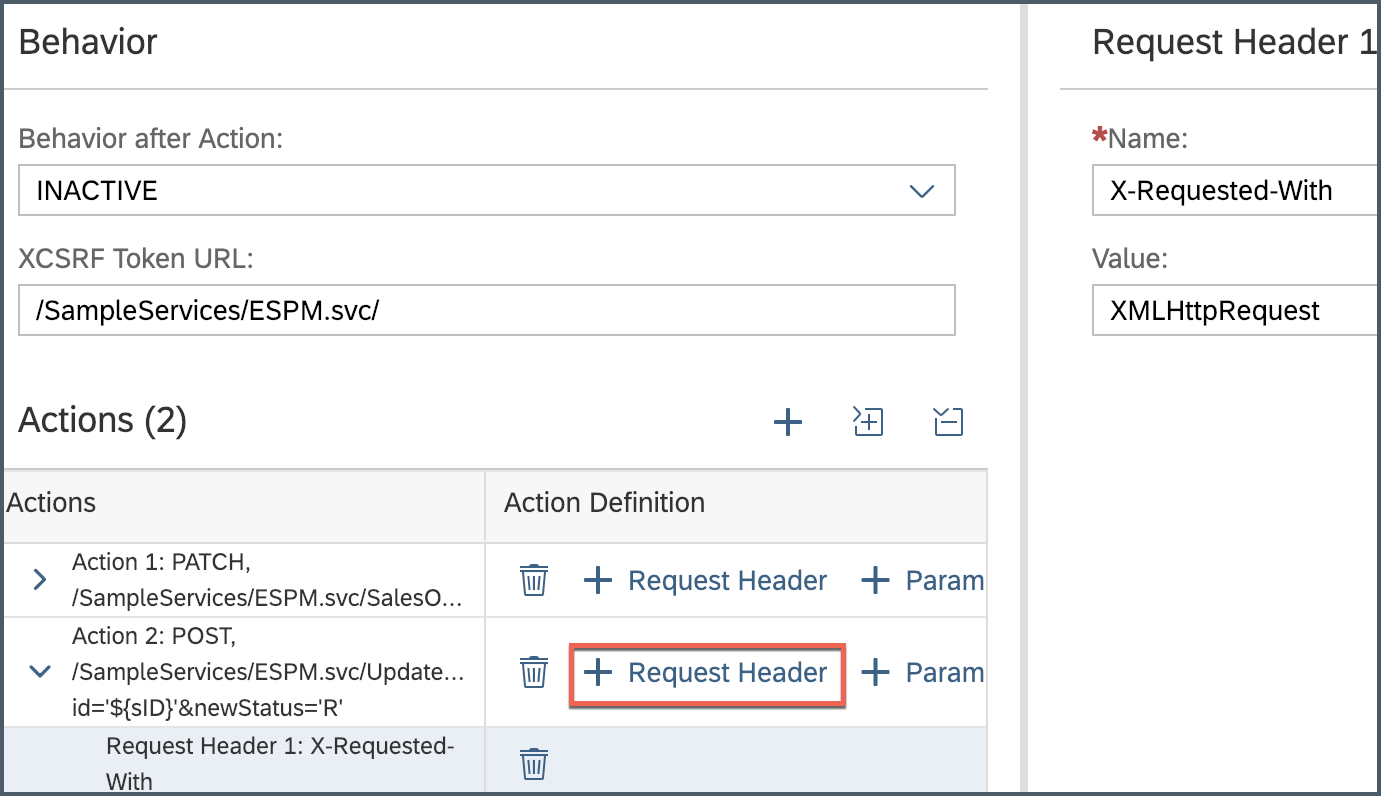 Behavior
Behavior after Action:
INACTIVE
XCSRF Token URL:
/SampleServices/ESPM.svc/
Actions (2)
Actions
Action Definition
Action 1: PATCH,
/SampleServices/ESPM.svc/SalesO...
Request Header
Param
Action 2: POST,
/SampleServices/ESPM.svc/Update...
id='${sID}'&newStatus='R'
Request Header
Param
Request Header 1: X-Requested-
With
Request Header 1
*Name:
X-Requested-With
Value:
XMLHttpRequest